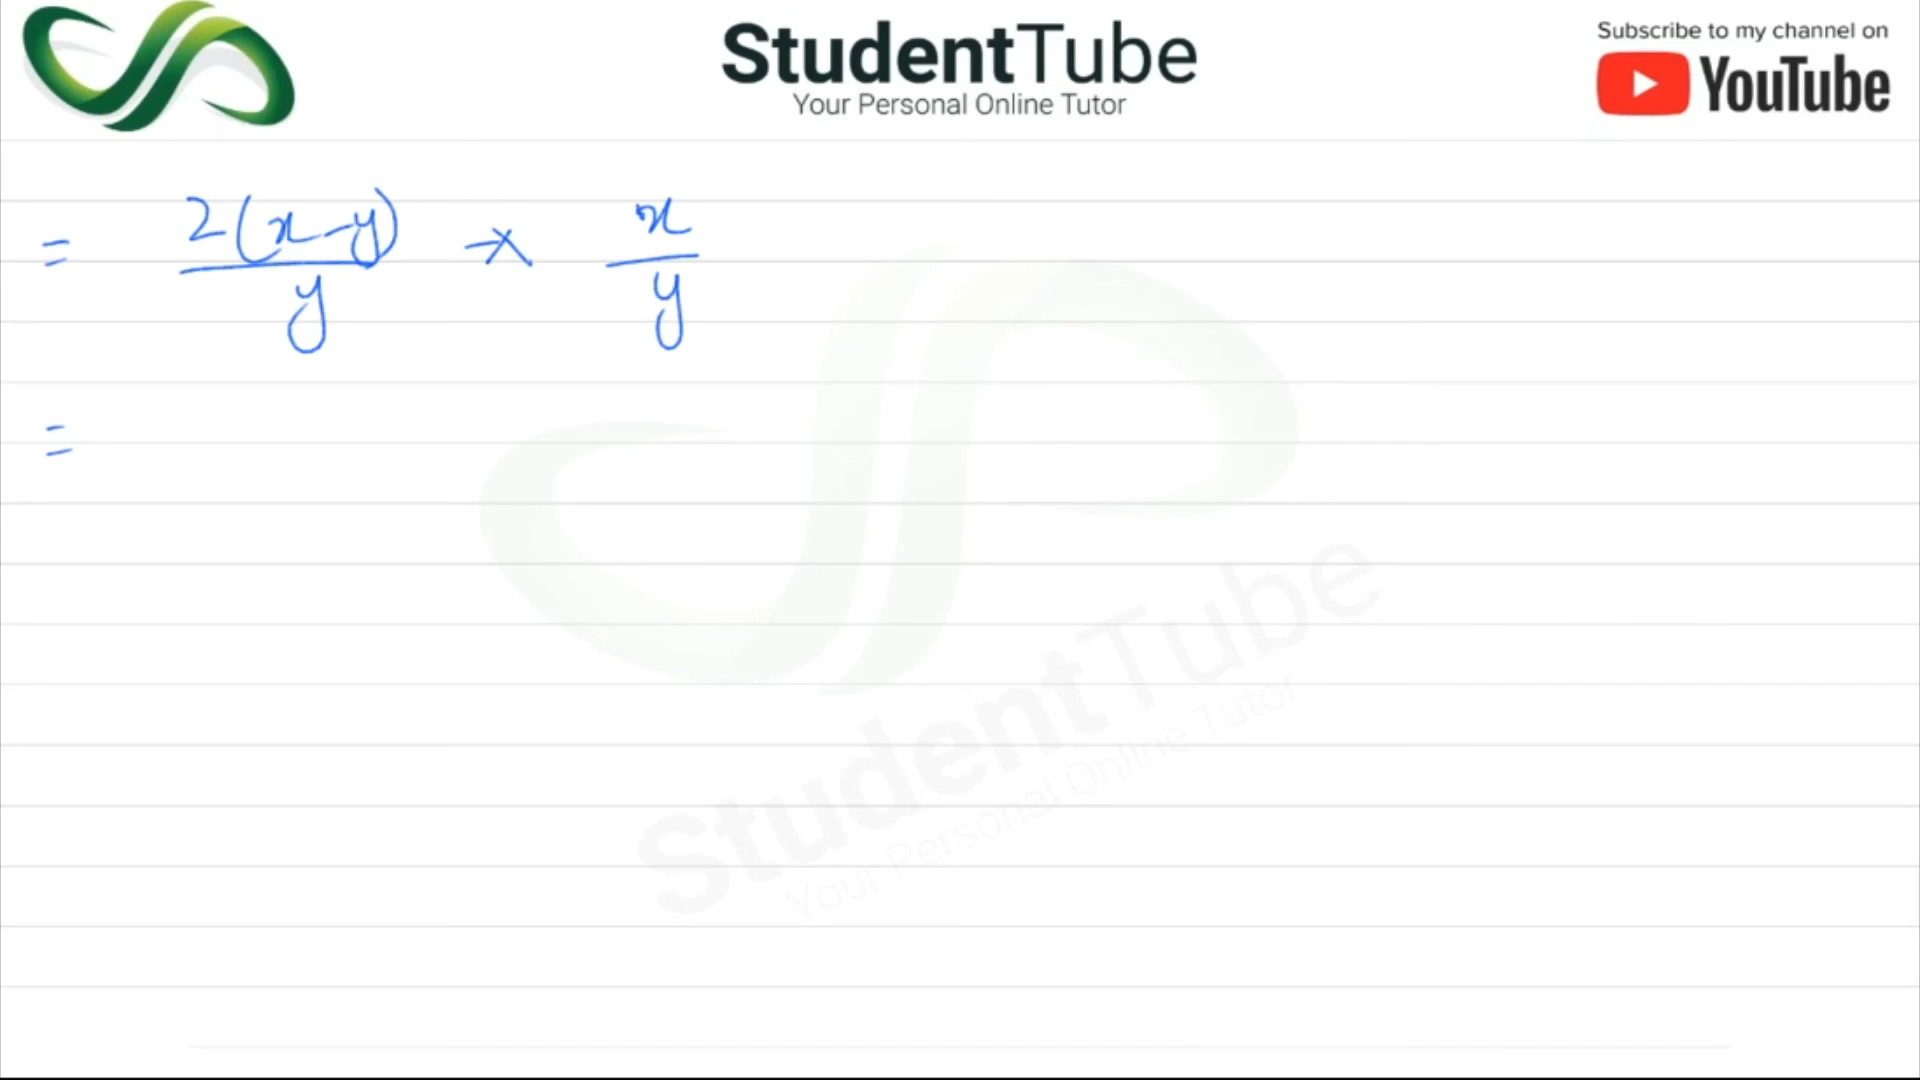 StudentTube
Your Personal Online Tutor
Subscribe to my channel on
YouTube
= 2(x-y)/y × x/y
=
StudentTube
Your Personal Online Tutor